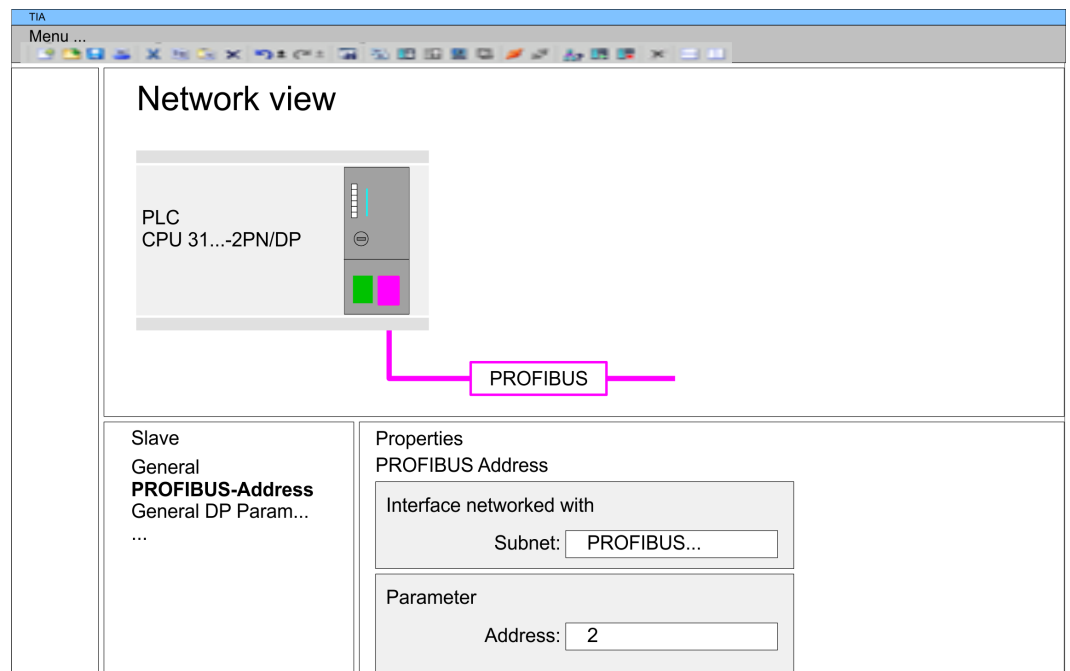 TIA
Menu ...
Network view
PLC
CPU 31...-2PN/DP
PROFIBUS
Slave
General
PROFIBUS-Address
General DP Param...
...
Properties
PROFIBUS Address
Interface networked with
Subnet: PROFIBUS...
Parameter
Address: 2